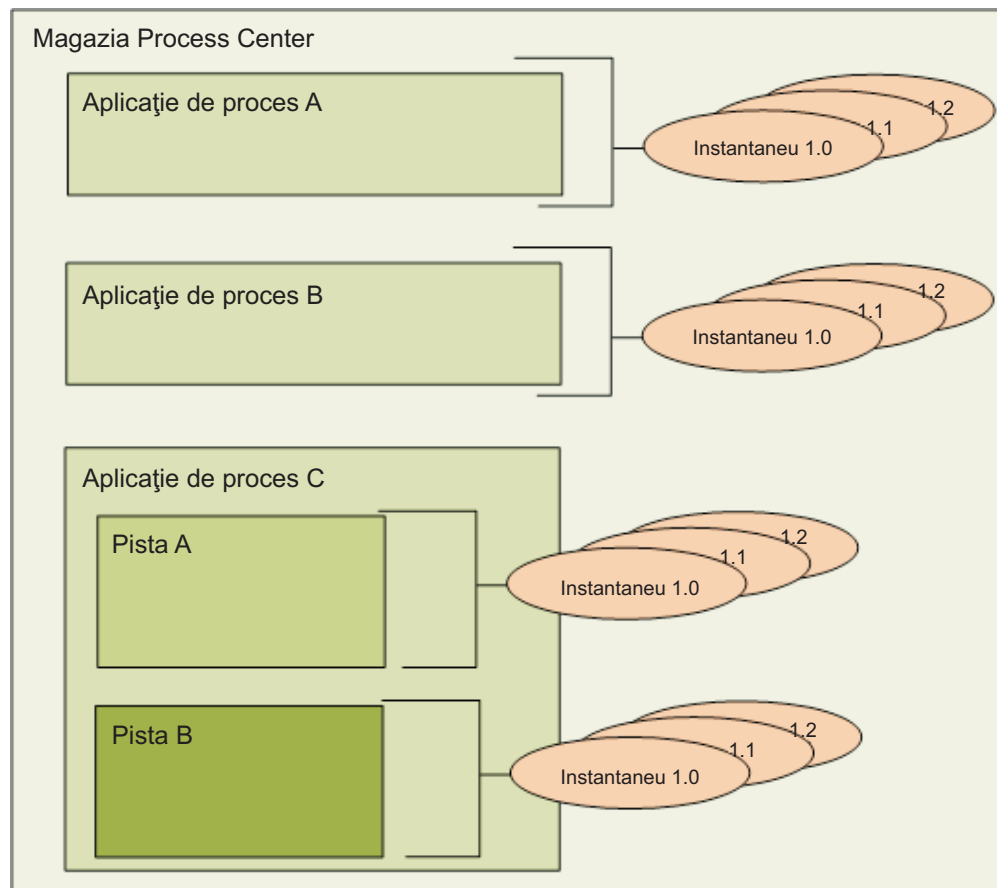 Magazia Process Center
Aplicaţie de proces A
Instantaneu 1.0
1.1
1.2
Aplicaţie de proces B
Instantaneu 1.0
1.1
1.2
Aplicaţie de proces C
Pista A
Instantaneu 1.0
1.1
1.2
Pista B
Instantaneu 1.0
1.1
1.2